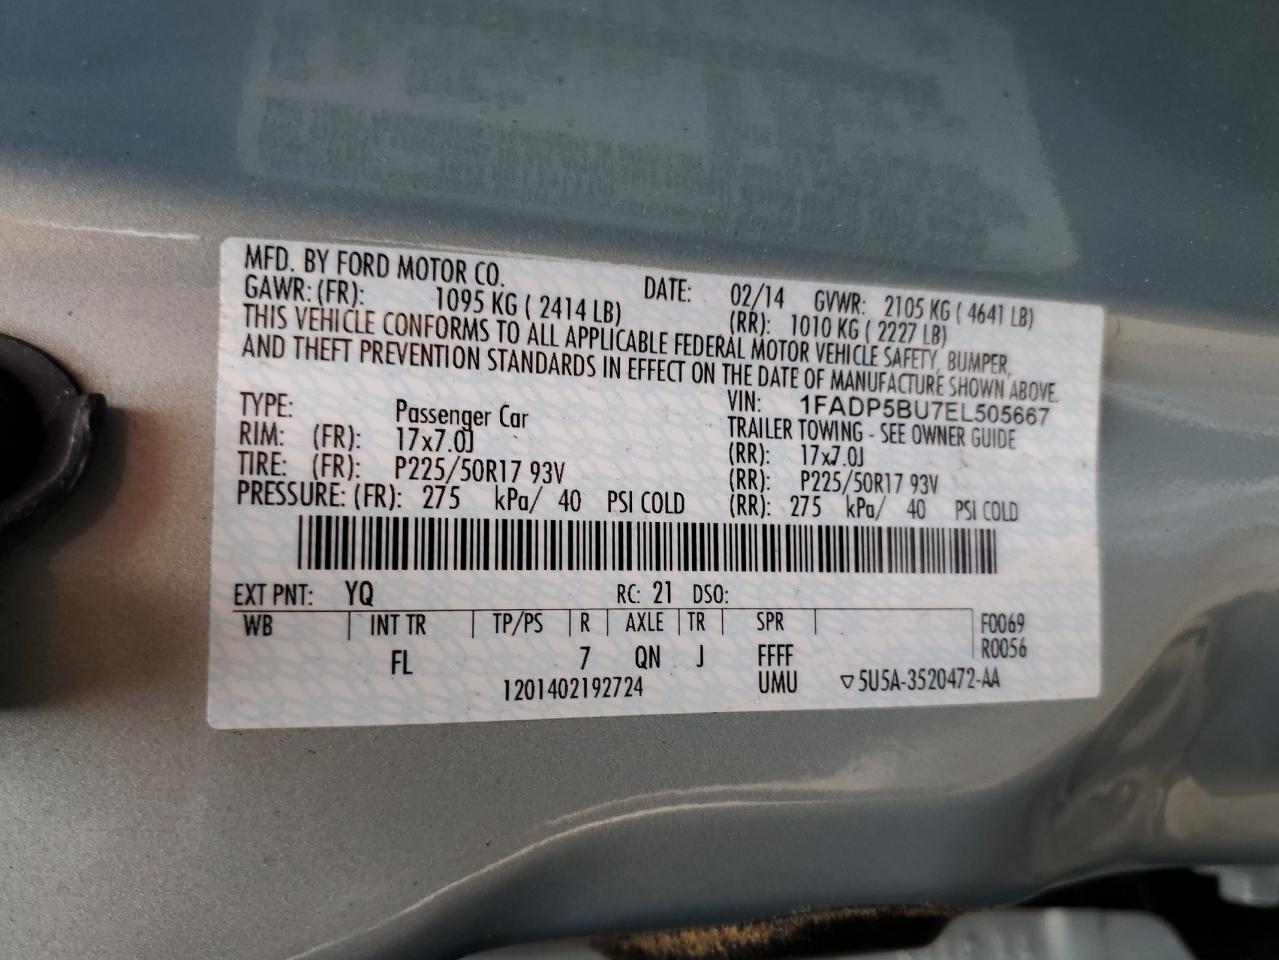 MFD. BY FORD MOTOR CO. DATE: 02/14 GVWR: 2105 KG ( 4641 LB)
GAWR: (FR): 1095 KG ( 2414 LB) (RR): 1010 KG ( 2227 LB)
THIS VEHICLE CONFORMS TO ALL APPLICABLE FEDERAL MOTOR VEHICLE SAFETY, BUMPER,
AND THEFT PREVENTION STANDARDS IN EFFECT ON THE DATE OF MANUFACTURE SHOWN ABOVE.
VIN: 1FADP5BU7EL505667
TYPE: Passenger Car TRAILER TOWING - SEE OWNER GUIDE
RIM: (FR): 17x7.0J (RR): 17x7.0J
TIRE: (FR): P225/50R17 93V (RR): P225/50R17 93V
PRESSURE: (FR): 275 kPa/ 40 PSI COLD (RR): 275 kPa/ 40 PSI COLD
EXT PNT: YQ RC: 21 DSO:
WB INT TR TP/PS R AXLE TR SPR F0069
FL 7 QN J FFFF R0056
1201402192724 UMU ▽5U5A-3520472-AA